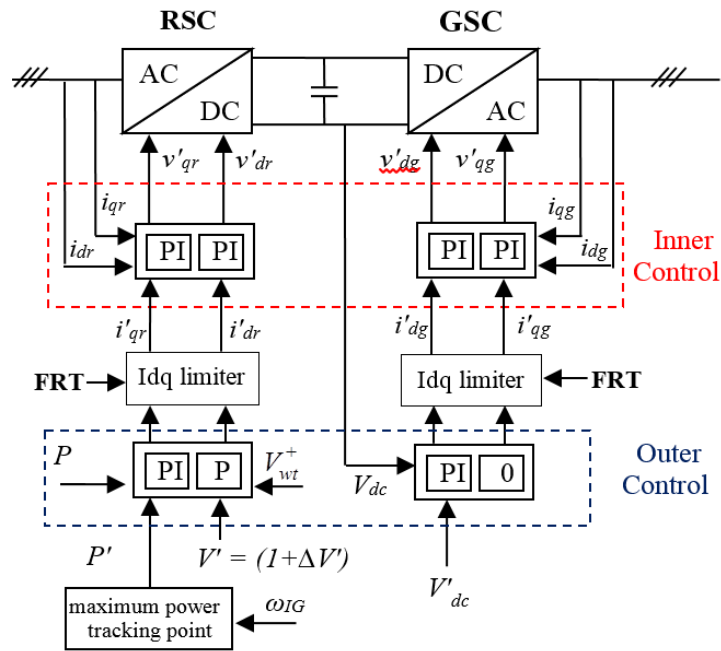 RSC GSC
AC DC DC AC
v'qr v'dr v'dg v'qg
iqr iqg
idr idg
PI PI PI PI
Inner
Control
i'qr i'dr i'dg i'qg
FRT Idq limiter Idq limiter FRT
P PI P V+wt Vdc PI 0
Outer
Control
P' V' = (1+ΔV') V'dc
maximum power
tracking point
ωIG